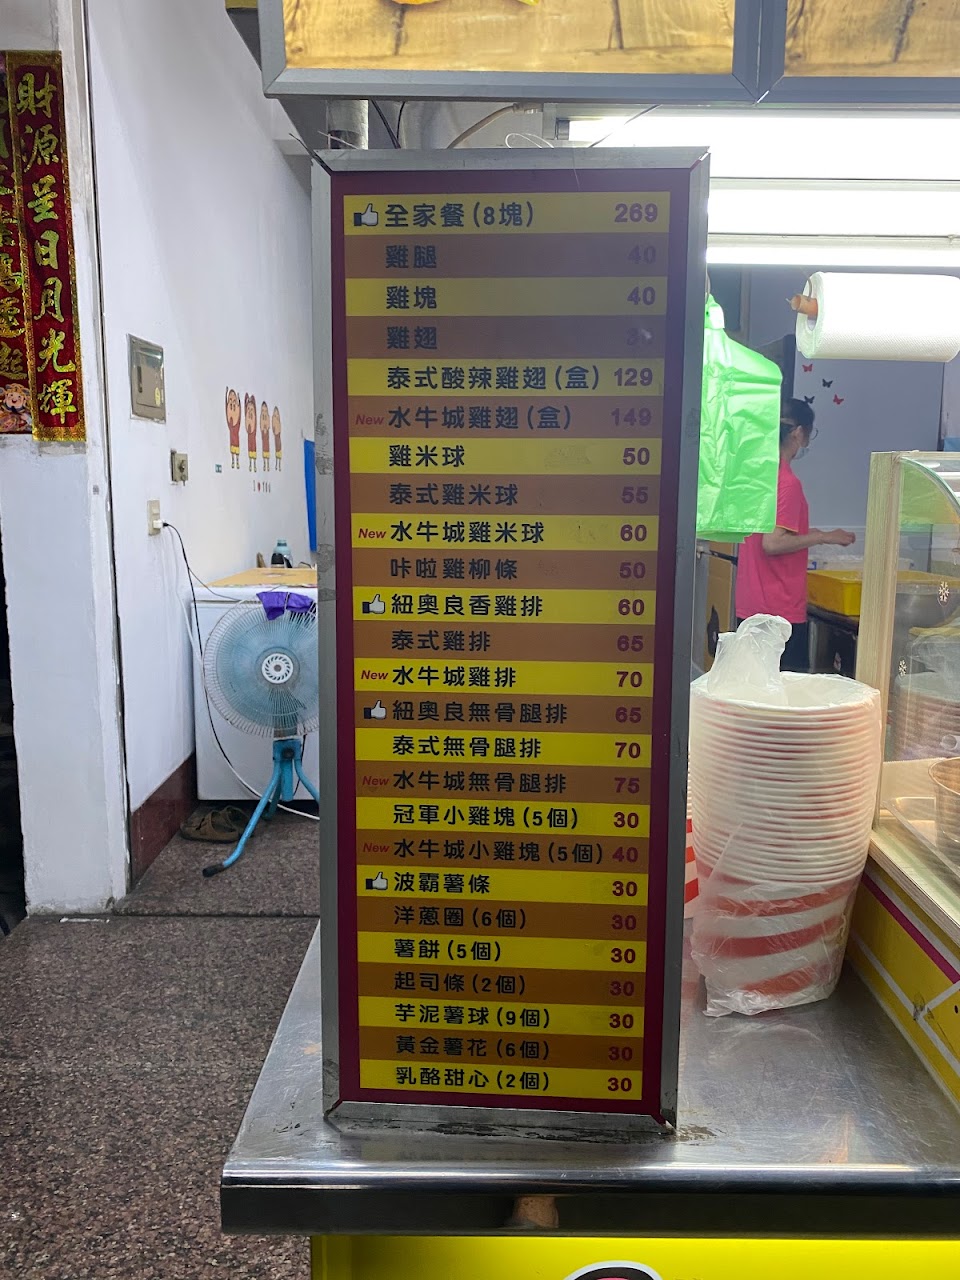 財源呈日月光輝
全家餐(8塊) 269
雞腿 40
雞塊 40
雞翅
泰式酸辣雞翅(盒) 129
New 水牛城雞翅(盒) 149
雞米球 50
泰式雞米球 55
New 水牛城雞米球 60
咔啦雞柳條 50
紐奧良香雞排 60
泰式雞排 65
New 水牛城雞排 70
紐奧良無骨腿排 65
泰式無骨腿排 70
New 水牛城無骨腿排 75
冠軍小雞塊(5個) 30
New 水牛城小雞塊(5個) 40
波霸薯條 30
洋蔥圈(6個) 30
薯餅(5個) 30
起司條(2個) 30
芋泥薯球(9個) 30
黃金薯花(6個) 30
乳酪甜心(2個) 30